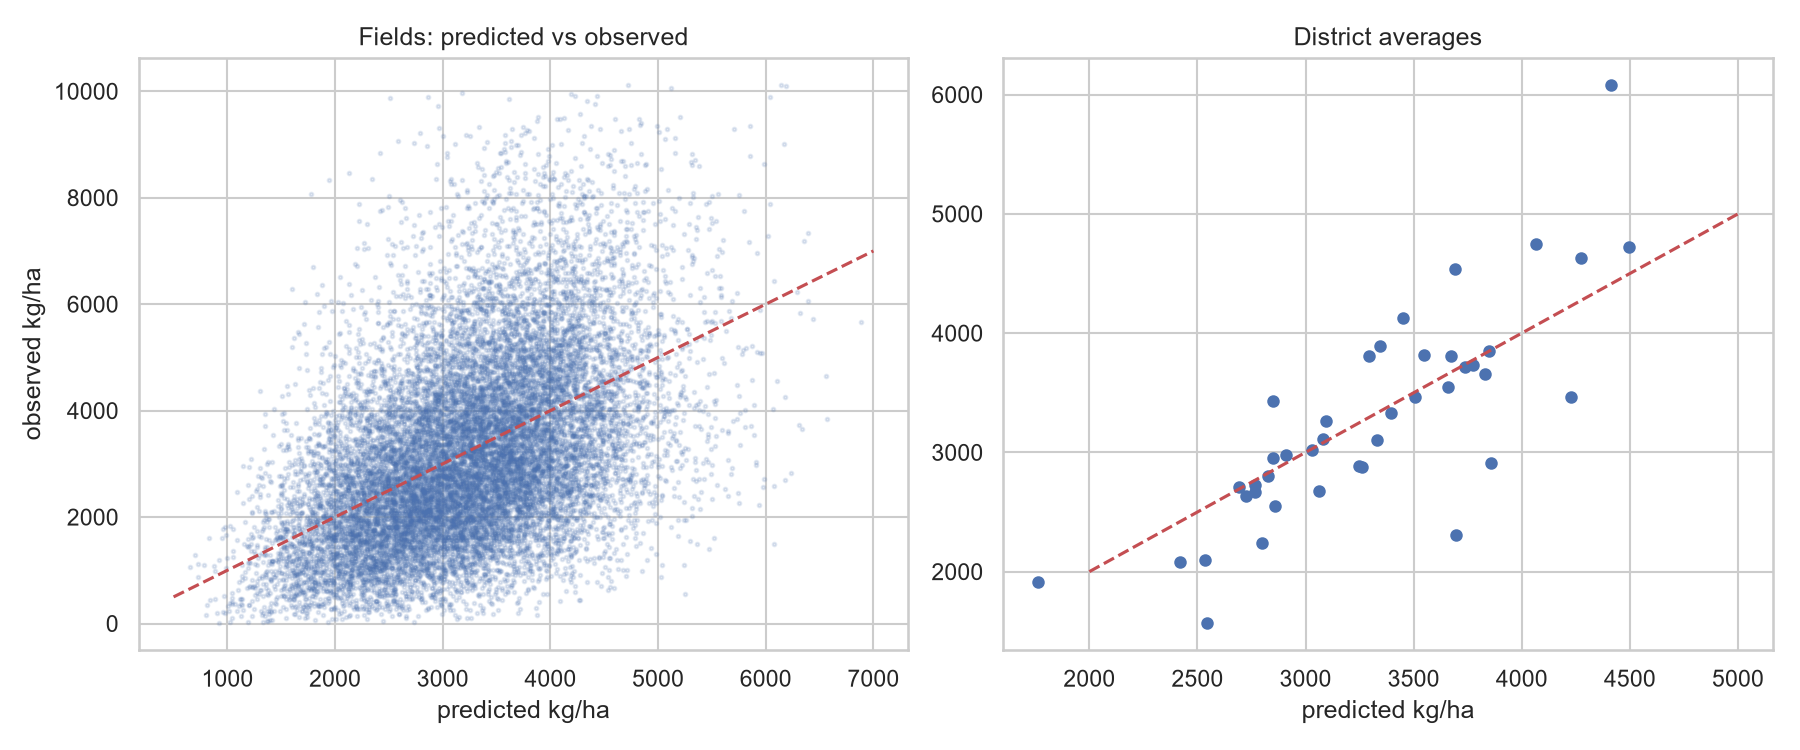 Fields: predicted vs observed
observed kg/ha
10000
8000
6000
4000
2000
0
1000 2000 3000 4000 5000 6000 7000
predicted kg/ha
District averages
6000
5000
4000
3000
2000
2000 2500 3000 3500 4000 4500 5000
predicted kg/ha